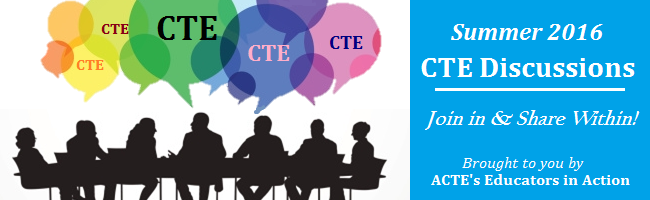 CTE
CTE
CTE
CTE
CTE
Summer 2016
CTE Discussions
Join in & Share Within!
Brought to you by
ACTE's Educators in Action